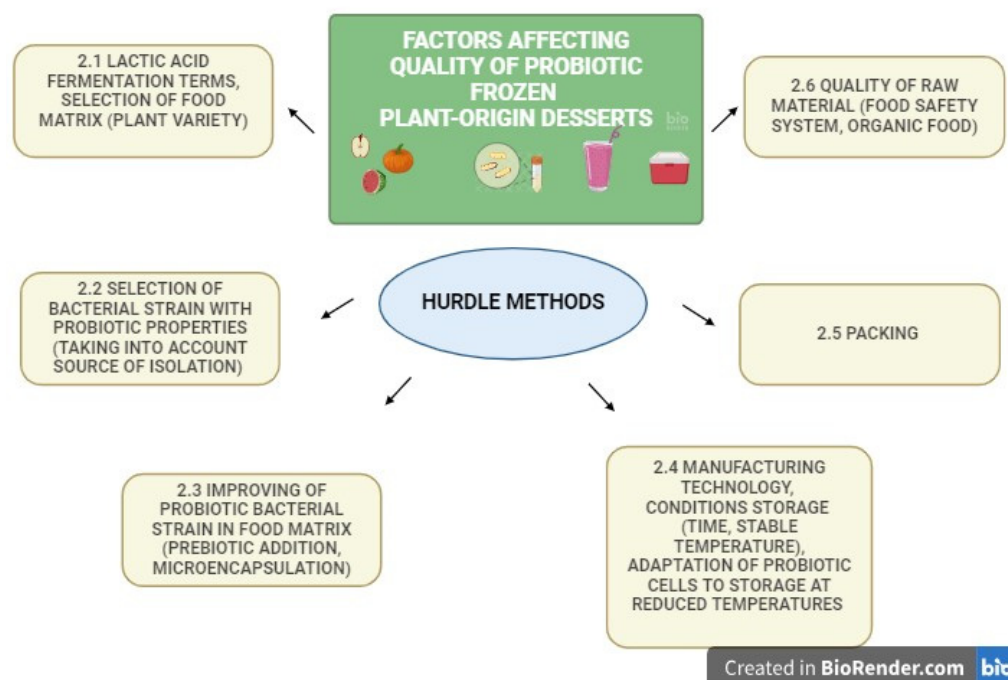 FACTORS AFFECTING
QUALITY OF PROBIOTIC
FROZEN
PLANT-ORIGIN DESSERTS
bio
2.1 LACTIC ACID
FERMENTATION TERMS,
SELECTION OF FOOD
MATRIX (PLANT VARIETY)
2.6 QUALITY OF RAW
MATERIAL (FOOD SAFETY
SYSTEM, ORGANIC FOOD)
HURDLE METHODS
2.2 SELECTION OF
BACTERIAL STRAIN WITH
PROBIOTIC PROPERTIES
(TAKING INTO ACCOUNT
SOURCE OF ISOLATION)
2.5 PACKING
2.3 IMPROVING OF
PROBIOTIC BACTERIAL
STRAIN IN FOOD MATRIX
(PREBIOTIC ADDITION,
MICROENCAPSULATION)
2.4 MANUFACTURING
TECHNOLOGY,
CONDITIONS STORAGE
(TIME, STABLE
TEMPERATURE),
ADAPTATION OF PROBIOTIC
CELLS TO STORAGE AT
REDUCED TEMPERATURES
Created in BioRender.com bio